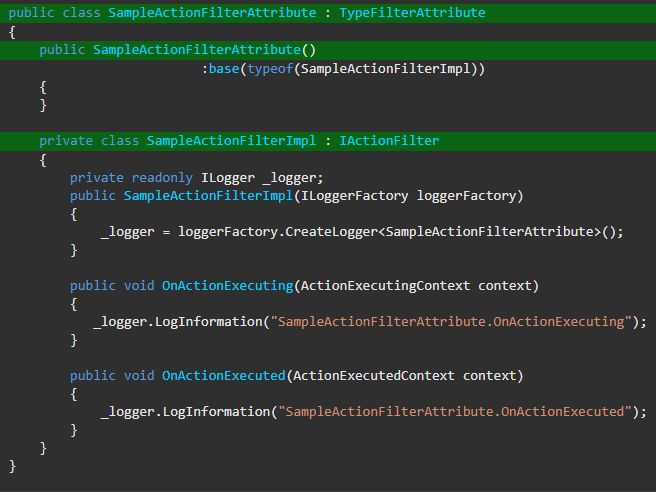 public class SampleActionFilterAttribute : TypeFilterAttribute
{
    public SampleActionFilterAttribute()
                         :base(typeof(SampleActionFilterImpl))
    {
    }
    private class SampleActionFilterImpl : IActionFilter
    {
        private readonly ILogger _logger;
        public SampleActionFilterImpl(ILoggerFactory loggerFactory)
        {
            _logger = loggerFactory.CreateLogger<SampleActionFilterAttribute>();
        }
        public void OnActionExecuting(ActionExecutingContext context)
        {
           _logger.LogInformation("SampleActionFilterAttribute.OnActionExecuting");
        }
        public void OnActionExecuted(ActionExecutedContext context)
        {
            _logger.LogInformation("SampleActionFilterAttribute.OnActionExecuted");
        }
    }
}